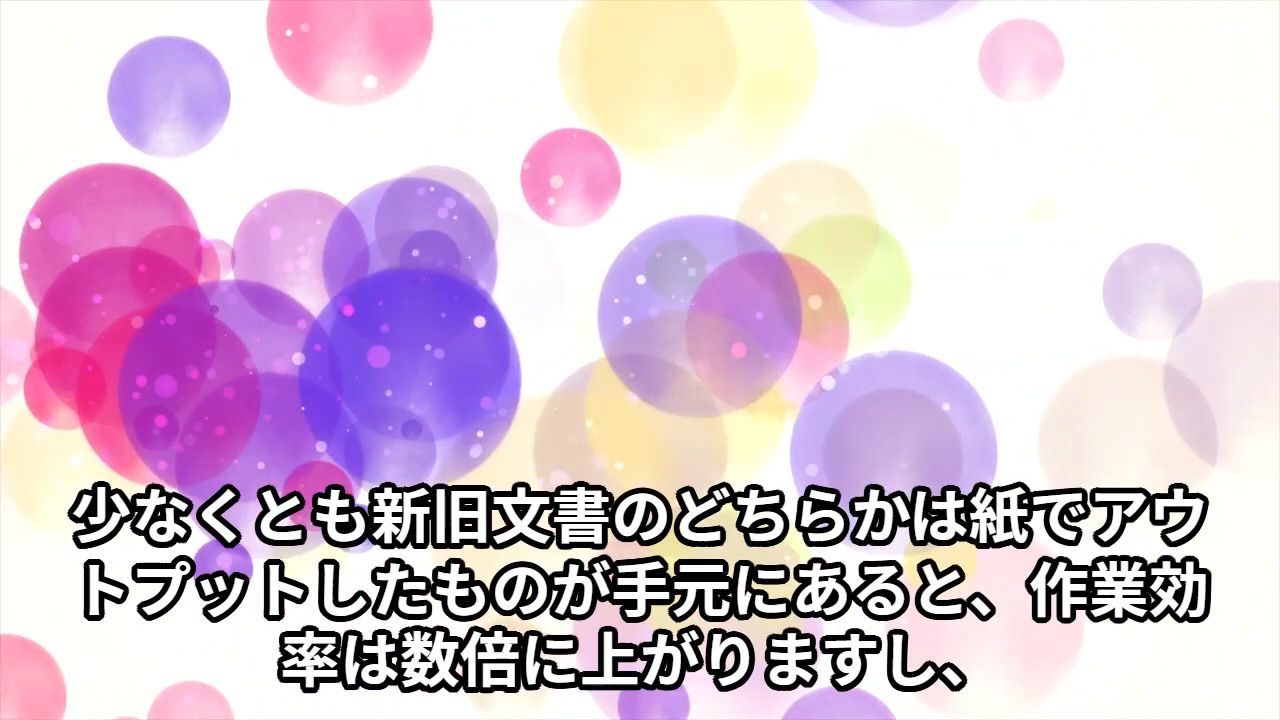 少なくとも新旧文書のどちらかは紙でアウ
トプットしたものが手元にあると、作業効
率は数倍に上がりますし、